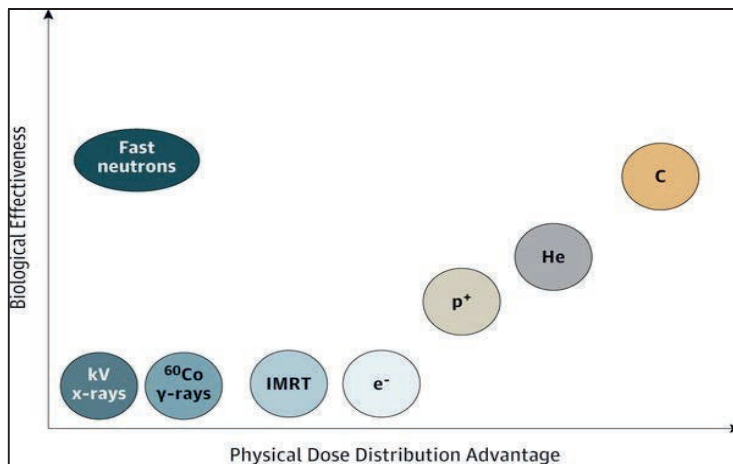 Biological Effectiveness
Fast
neutrons
C
He
p⁺
kV
x-rays
⁶⁰Co
γ-rays
IMRT
e⁻
Physical Dose Distribution Advantage